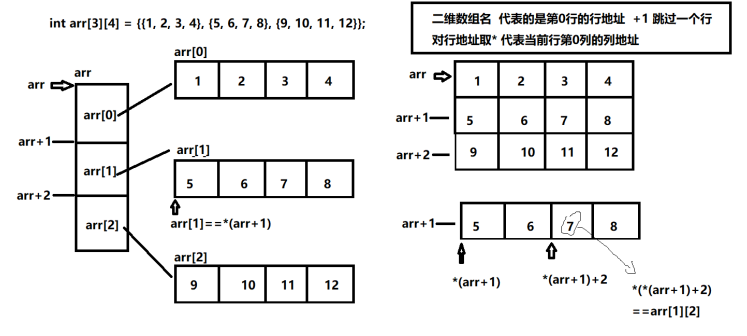 int arr[3][4] = {{1, 2, 3, 4}, {5, 6, 7, 8}, {9, 10, 11, 12}};
arr
arr
arr[0]
arr+1
arr[1]
arr+2
arr[2]
arr[0]
1 2 3 4
arr[1]
5 6 7 8
arr[1]==*(arr+1)
arr[2]
9 10 11 12
二维数组名 代表的是第0行的行地址 +1 跳过一个行
对行地址取* 代表当前行第0列的列地址
arr
1 2 3 4
arr+1
5 6 7 8
arr+2
9 10 11 12
arr+1
5 6 7 8
*(arr+1)
*(arr+1)+2
*(*(arr+1)+2)
==arr[1][2]